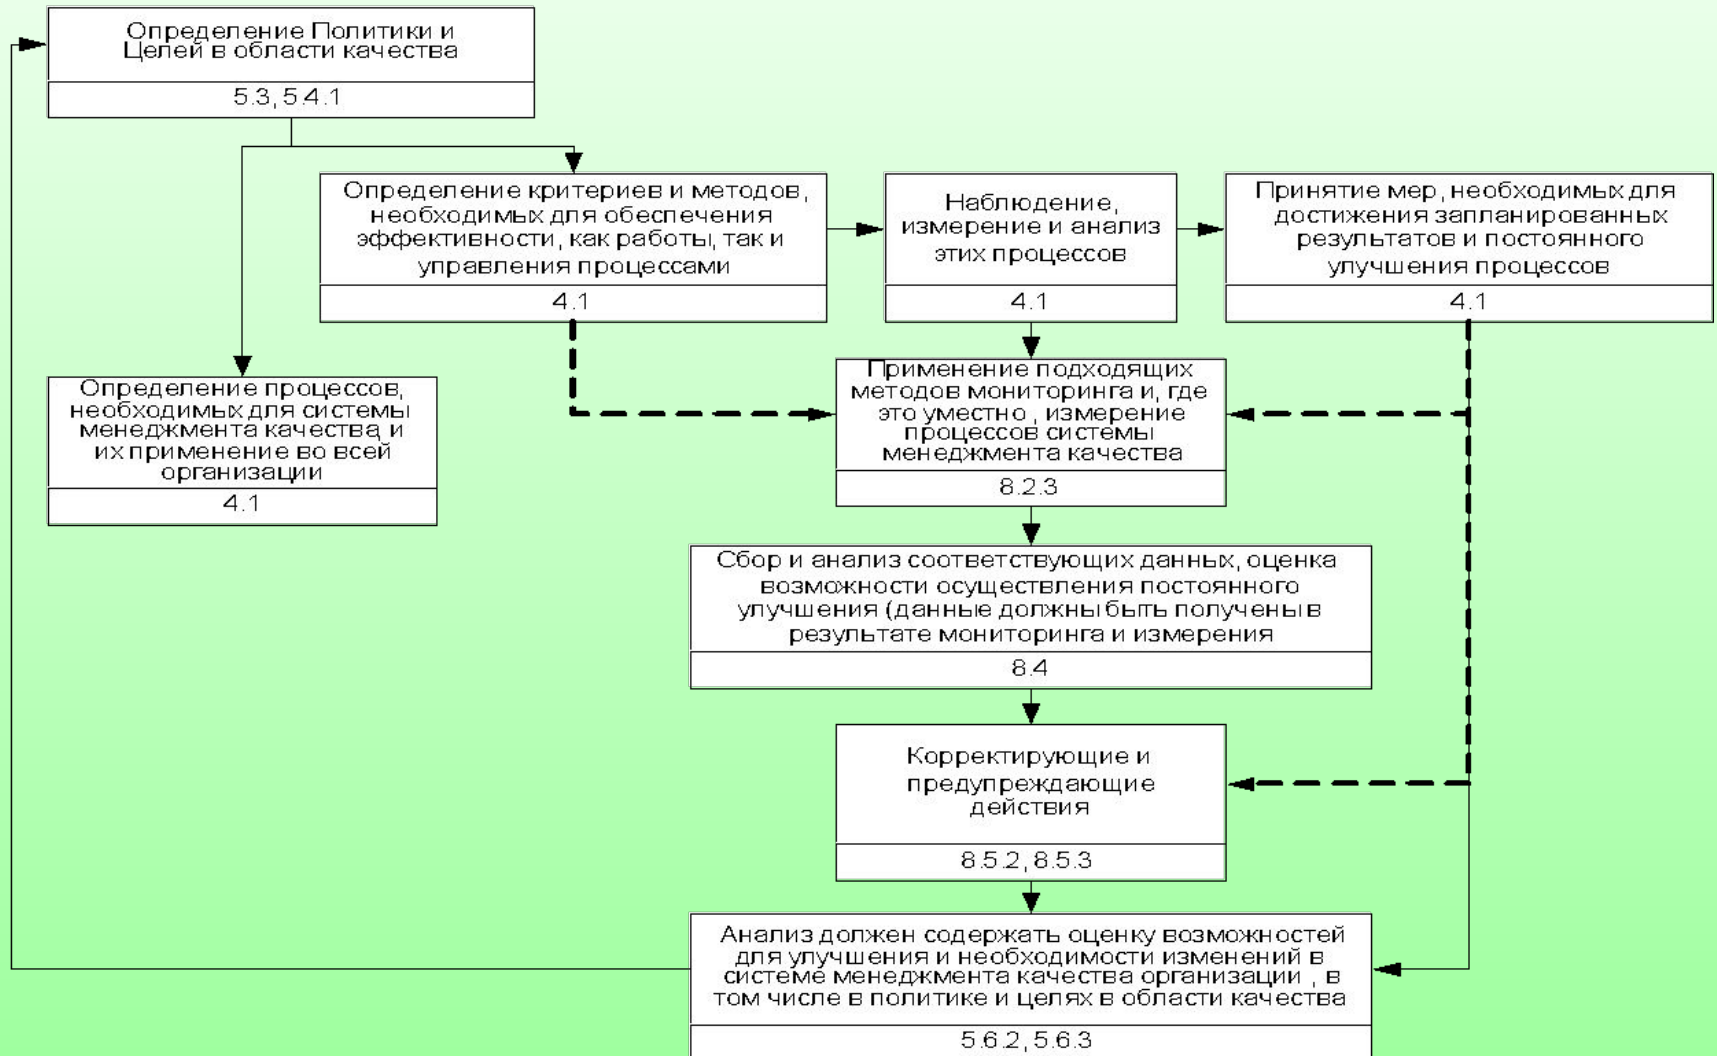 Определение Политики и
Целей в области качества
5.3, 5.4.1
Определение критериев и методов,
необходимых для обеспечения
эффективности, как работы, так и
управления процессами
4.1
Наблюдение,
измерение и анализ
этих процессов
4.1
Принятие мер, необходимых для
достижения запланированных
результатов и постоянного
улучшения процессов
4.1
Определение процессов,
необходимых для системы
менеджмента качества и
их применение во всей
организации
4.1
Применение подходящих
методов мониторинга и, где
это уместно , измерение
процессов системы
менеджмента качества
8.2.3
Сбор и анализ соответствующих данных, оценка
возможности осуществления постоянного
улучшения (данные должны быть получены в
результате мониторинга и измерения
8.4
Корректирующие и
предупреждающие
действия
8.5.2, 8.5.3
Анализ должен содержать оценку возможностей
для улучшения и необходимости изменений в
системе менеджмента качества организации , в
том числе в политике и целях в области качества
5.6.2, 5.6.3